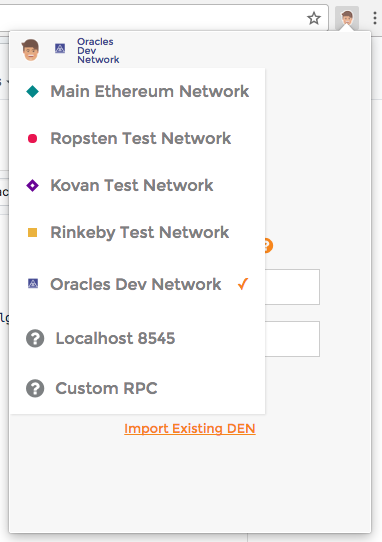 Oracles
Dev
Network
Main Ethereum Network
Ropsten Test Network
Kovan Test Network
Rinkeby Test Network
Oracles Dev Network
Localhost 8545
Custom RPC
Import Existing DEN